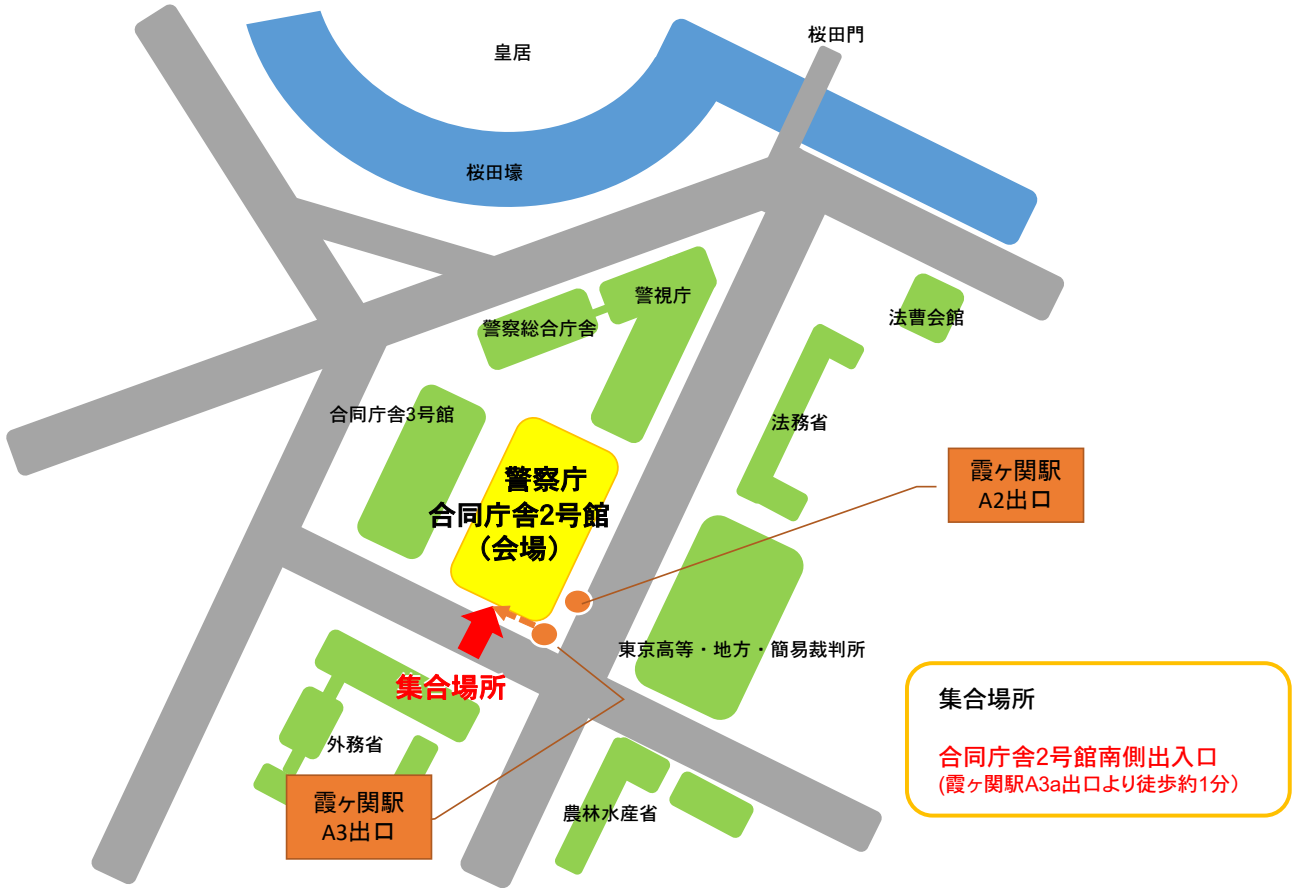 桜田門
皇居
桜田壕
警視庁
法曹会館
警察総合庁舎
合同庁舎3号館
法務省
霞ヶ関駅
A2出口
警察庁
合同庁舎2号館
（会場）
東京高等・地方・簡易裁判所
集合場所
外務省
霞ヶ関駅
A3出口
農林水産省
集合場所
合同庁舎2号館南側出入口
(霞ヶ関駅A3a出口より徒歩約1分）